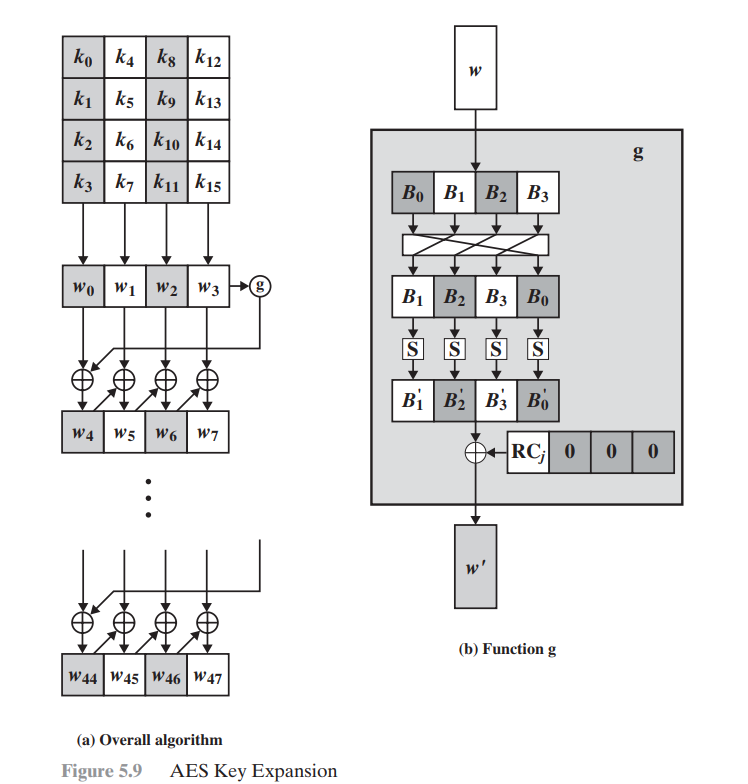 k0 k4 k8 k12
k1 k5 k9 k13
k2 k6 k10 k14
k3 k7 k11 k15
w0 w1 w2 w3 g
w4 w5 w6 w7
w44 w45 w46 w47
(a) Overall algorithm
w
g
B0 B1 B2 B3
B1 B2 B3 B0
S S S S
B'1 B'2 B'3 B'0
RCj 0 0 0
w'
(b) Function g
Figure 5.9 AES Key Expansion